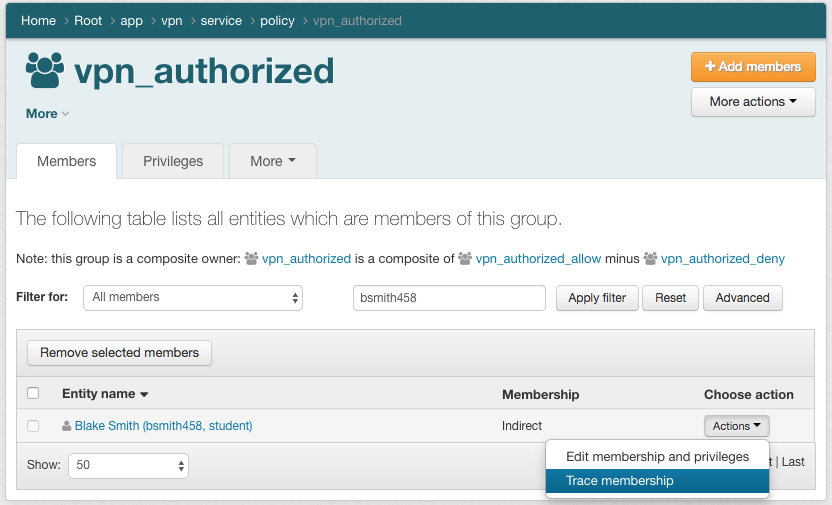 Home > Root > app > vpn > service > policy > vpn_authorized
vpn_authorized
+ Add members
More actions
More
Members Privileges More
The following table lists all entities which are members of this group.
Note: this group is a composite owner: vpn_authorized is a composite of vpn_authorized_allow minus vpn_authorized_deny
Filter for: All members bsmith458 Apply filter Reset Advanced
Remove selected members
Entity name Membership Choose action
Blake Smith (bsmith458, student) Indirect Actions
Edit membership and privileges
Show: 50 | Last
Trace membership